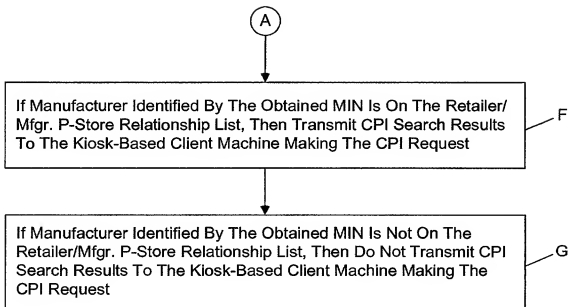 A
If Manufacturer Identified By The Obtained MIN Is On The Retailer/
Mfgr. P-Store Relationship List, Then Transmit CPI Search Results
To The Kiosk-Based Client Machine Making The CPI Request
F
If Manufacturer Identified By The Obtained MIN Is Not On The
Retailer/Mfgr. P-Store Relationship List, Then Do Not Transmit CPI
Search Results To The Kiosk-Based Client Machine Making The
CPI Request
G